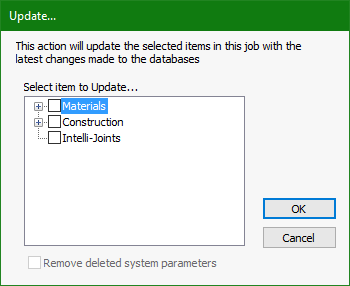 Update...
This action will update the selected items in this job with the
latest changes made to the databases
Select item to Update...
Materials
Construction
Intelli-Joints
OK
Cancel
Remove deleted system parameters